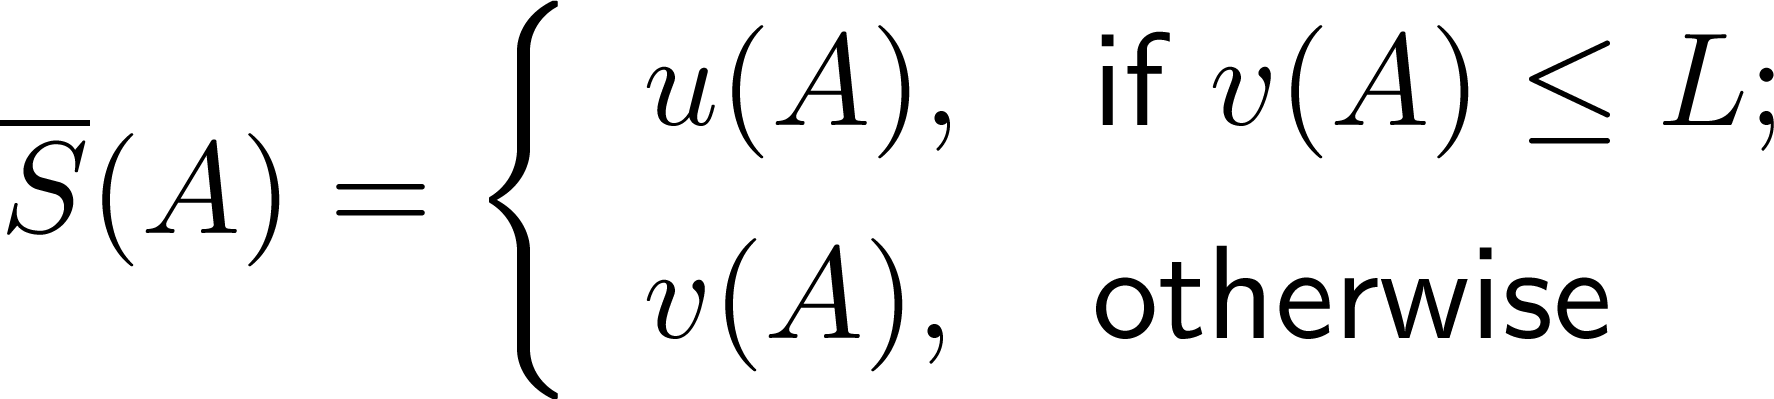 S̅(A) = { u(A), if v(A) ≤ L;
v(A), otherwise